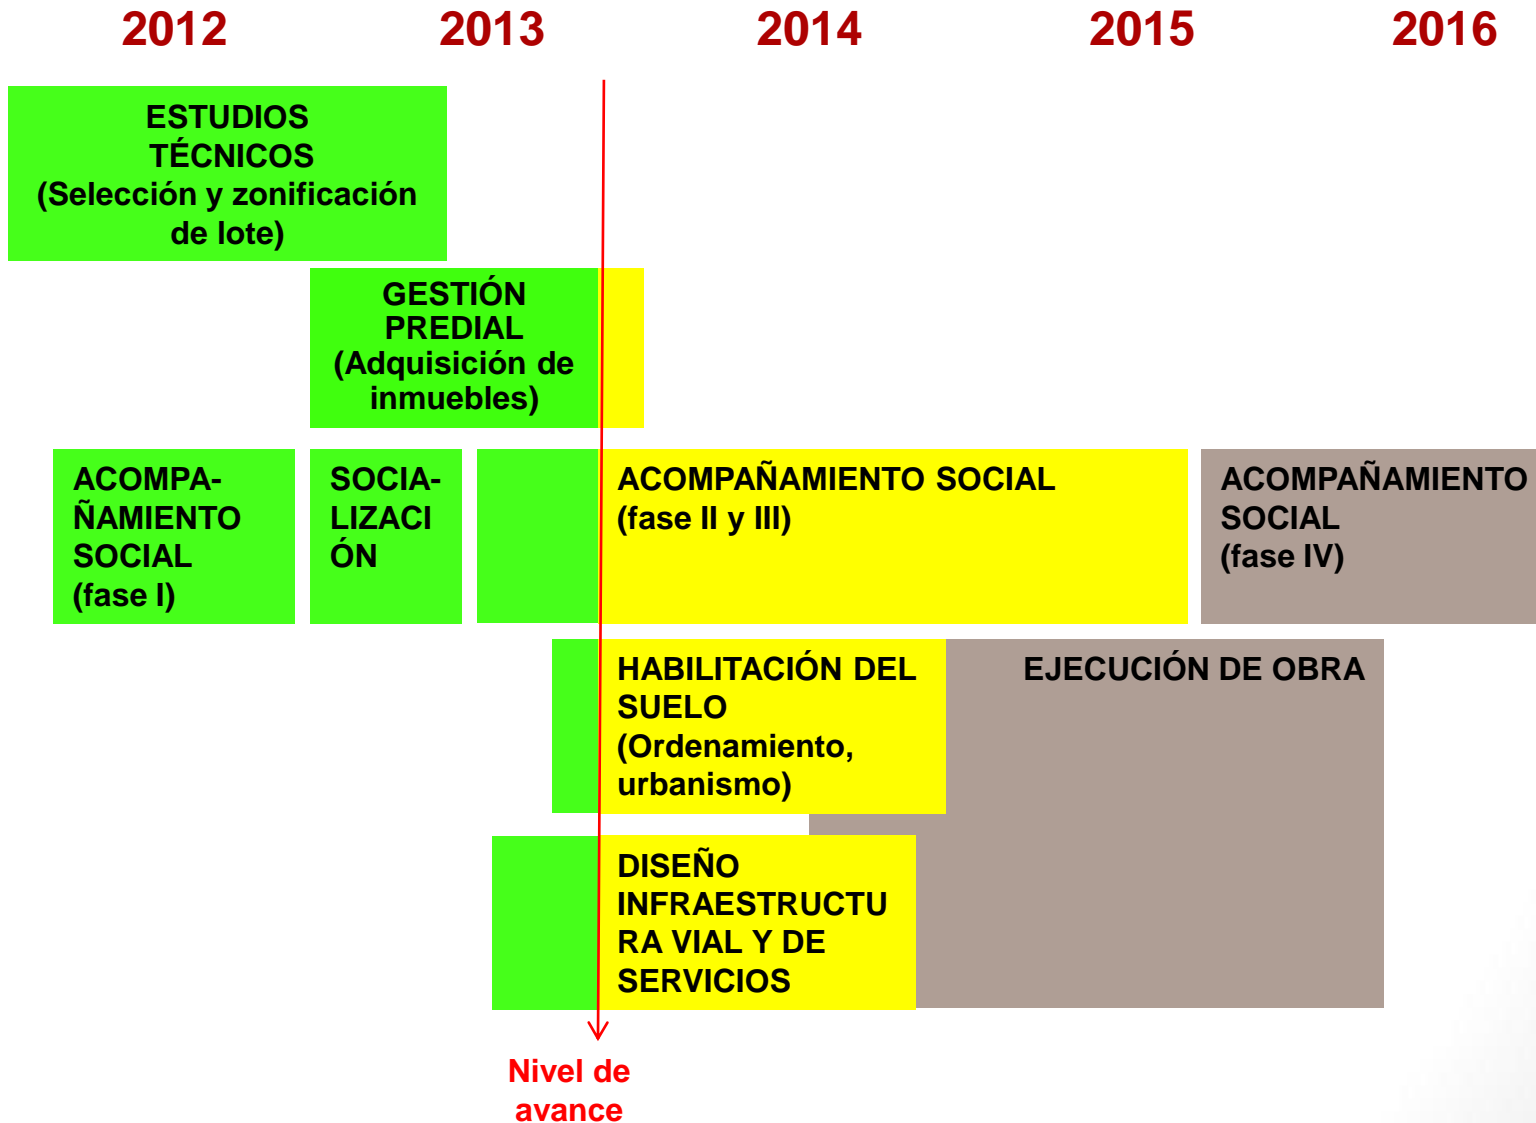 2012 2013 2014 2015 2016
ESTUDIOS
TÉCNICOS
(Selección y zonificación
de lote)
GESTIÓN
PREDIAL
(Adquisición de
inmuebles)
ACOMPA-
ÑAMIENTO
SOCIAL
(fase I)
SOCIA-
LIZACI
ÓN
ACOMPAÑAMIENTO SOCIAL
(fase II y III)
ACOMPAÑAMIENTO
SOCIAL
(fase IV)
HABILITACIÓN DEL
SUELO
(Ordenamiento,
urbanismo)
EJECUCIÓN DE OBRA
DISEÑO
INFRAESTRUCTU
RA VIAL Y DE
SERVICIOS
Nivel de
avance